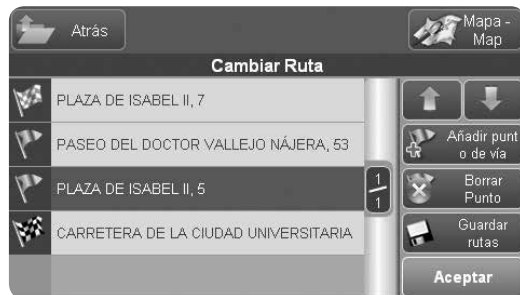 Atrás
Mapa -
Map
Cambiar Ruta
PLAZA DE ISABEL II, 7
PASEO DEL DOCTOR VALLEJO NÁJERA, 53
PLAZA DE ISABEL II, 5
CARRETERA DE LA CIUDAD UNIVERSITARIA
1
1
Añadir punt
o de vía
Borrar
Punto
Guardar
rutas
Aceptar